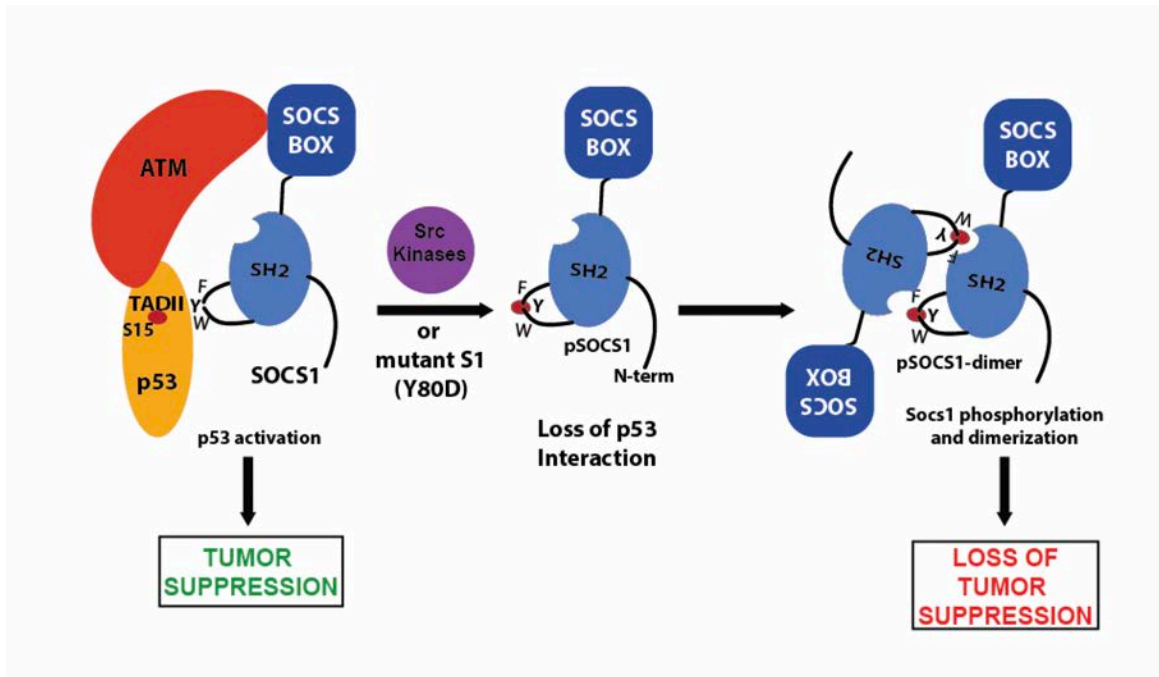 ATM
SOCS
BOX
SH2
F
Y
W
TADII
S15
p53
SOCS1
p53 activation
TUMOR
SUPPRESSION
Src
Kinases
or
mutant S1
(Y80D)
SOCS
BOX
SH2
F
Y
W
pSOCS1
N-term
Loss of p53
Interaction
SOCS
BOX
SH2
W
Y
F
SH2
F
Y
W
SOCS
BOX
pSOCS1-dimer
Socs1 phosphorylation
and dimerization
LOSS OF
TUMOR
SUPPRESSION